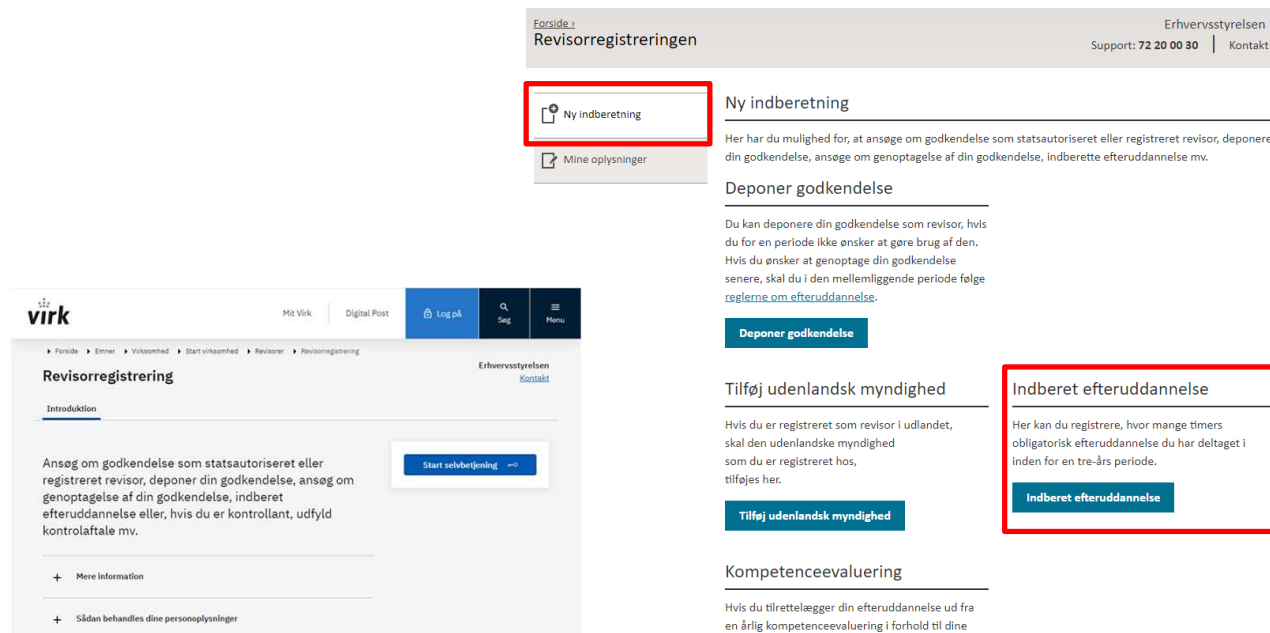 Forside ›
Revisorregistreringen
Erhvervsstyrelsen
Support: 72 20 00 30 | Kontakt
Ny indberetning
Mine oplysninger
Ny indberetning
Her har du mulighed for, at ansøge om godkendelse som statsautoriseret eller registreret revisor, deponere
din godkendelse, ansøge om genoptagelse af din godkendelse, indberette efteruddannelse mv.
Deponer godkendelse
Du kan deponere din godkendelse som revisor, hvis
du for en periode ikke ønsker at gøre brug af den.
Hvis du ønsker at genoptage din godkendelse
senere, skal du i den mellemliggende periode følge
reglerne om efteruddannelse.
Deponer godkendelse
Tilføj udenlandsk myndighed
Hvis du er registreret som revisor i udlandet,
skal den udenlandske myndighed
som du er registreret hos,
tilføjes her.
Tilføj udenlandsk myndighed
Indberet efteruddannelse
Her kan du registrere, hvor mange timers
obligatorisk efteruddannelse du har deltaget i
inden for en tre-års periode.
Indberet efteruddannelse
Kompetenceevaluering
Hvis du tilrettelægger din efteruddannelse ud fra
en årlig kompetenceevaluering i forhold til dine
virk
Mit Virk
Digital Post
Log på
Søg
Menu
Forside Emner Virksomhed Start virksomhed Revisorer Revisorregistrering
Revisorregistrering
Erhvervsstyrelsen
Kontakt
Introduktion
Ansøg om godkendelse som statsautoriseret eller
registreret revisor, deponer din godkendelse, ansøg om
genoptagelse af din godkendelse, indberet
efteruddannelse eller, hvis du er kontrollant, udfyld
kontrolaftale mv.
Start selvbetjening
+ Mere information
+ Sådan behandles dine personoplysninger